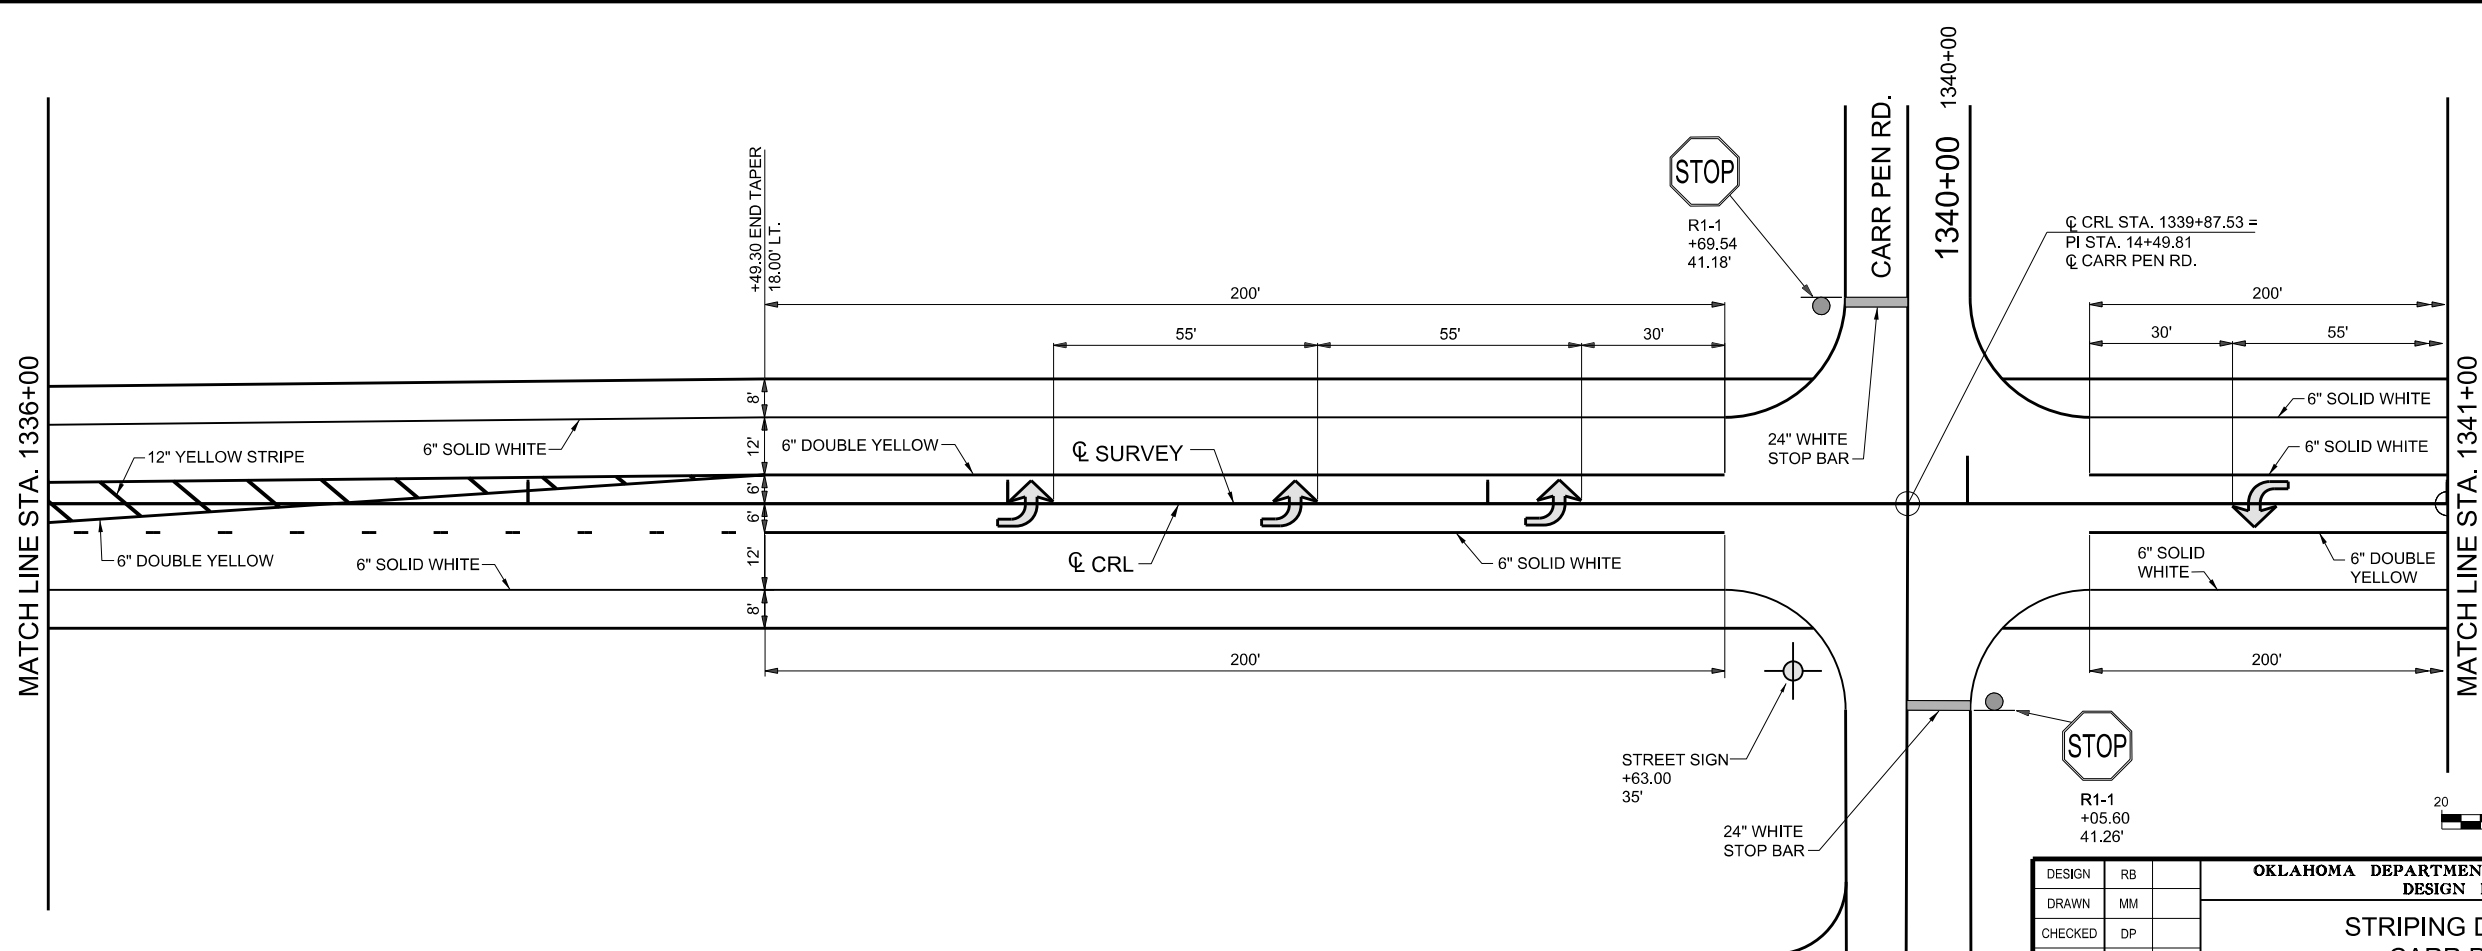 MATCH LINE STA. 1336+00
+49.30 END TAPER
18.00' LT.
STOP
R1-1
+69.54
41.18'
CARR PEN RD.
1340+00
1340+00
℄ CRL STA. 1339+87.53 =
PI STA. 14+49.81
℄ CARR PEN RD.
200'
55'
55'
30'
200'
30'
55'
8'
12'
6'
6'
12'
8'
12" YELLOW STRIPE
6" SOLID WHITE
6" DOUBLE YELLOW
℄ SURVEY
24" WHITE
STOP BAR
6" SOLID WHITE
6" SOLID WHITE
MATCH LINE STA. 1341+00
6" DOUBLE YELLOW
6" SOLID WHITE
℄ CRL
6" SOLID WHITE
6" SOLID
WHITE
6" DOUBLE
YELLOW
200'
200'
STREET SIGN
+63.00
35'
STOP
R1-1
+05.60
41.26'
24" WHITE
STOP BAR
20
DESIGN RB
DRAWN MM
CHECKED DP
OKLAHOMA DEPARTMEN
DESIGN
STRIPING D